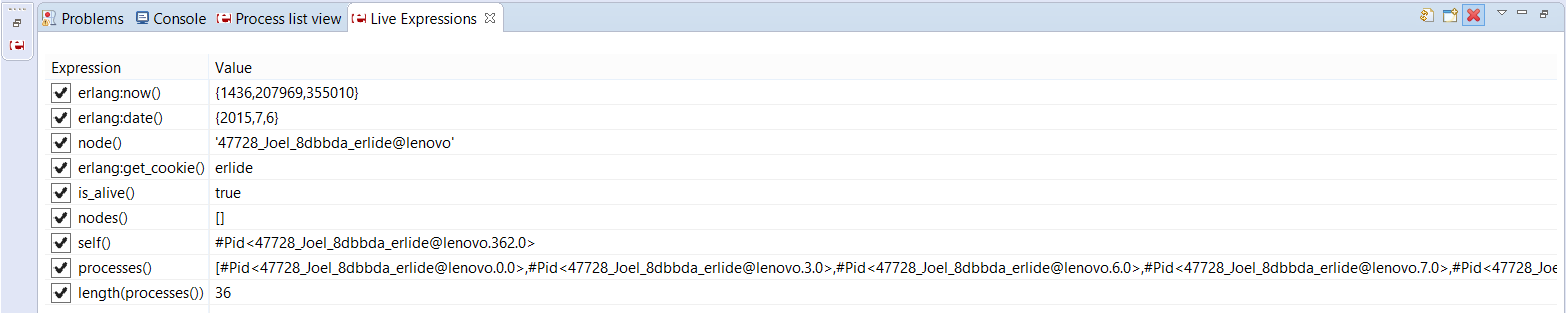 Problems Console Process list view Live Expressions
Expression Value
erlang:now() {1436,207969,355010}
erlang:date() {2015,7,6}
node() '47728_Joel_8dbbda_erlide@lenovo'
erlang:get_cookie() erlide
is_alive() true
nodes() []
self() #Pid<47728_Joel_8dbbda_erlide@lenovo.362.0>
processes() [#Pid<47728_Joel_8dbbda_erlide@lenovo.0.0>,#Pid<47728_Joel_8dbbda_erlide@lenovo.3.0>,#Pid<47728_Joel_8dbbda_erlide@lenovo.6.0>,#Pid<47728_Joel_8dbbda_erlide@lenovo.7.0>,#Pid<47728_Joel_8dbbda_erlide@lenovo
length(processes()) 36